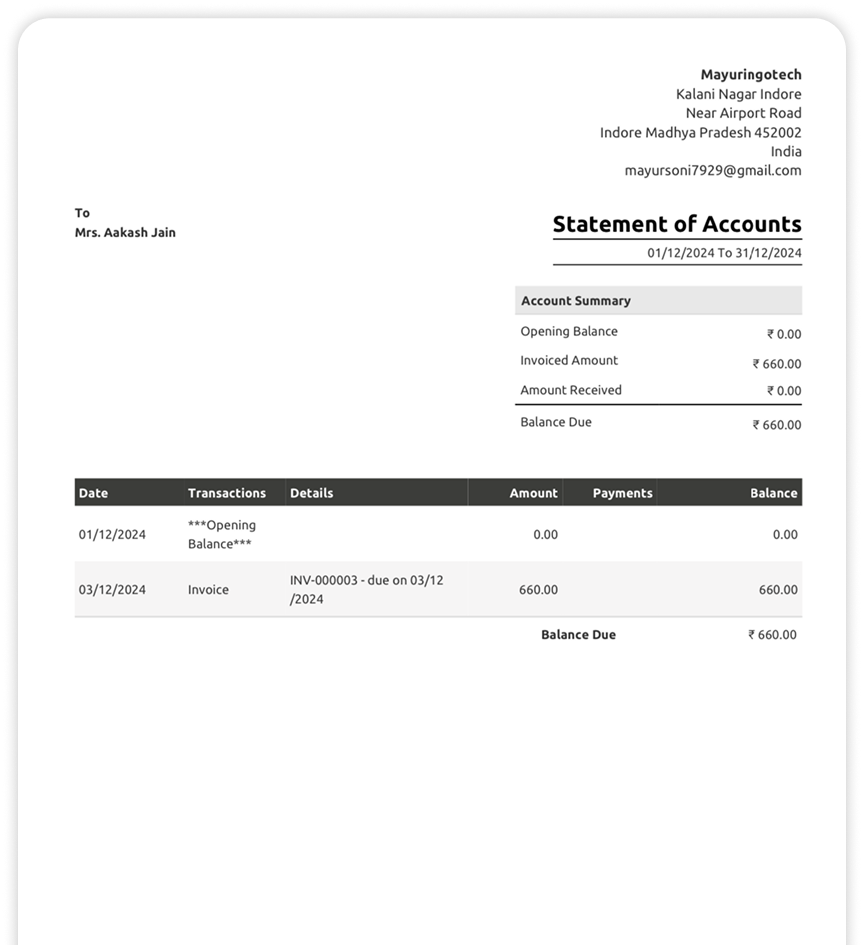 Mayuringotech
Kalani Nagar Indore
Near Airport Road
Indore Madhya Pradesh 452002
India
mayursoni7929@gmail.com
To
Mrs. Aakash Jain
Statement of Accounts
01/12/2024 To 31/12/2024
Account Summary
Opening Balance ₹ 0.00
Invoiced Amount ₹ 660.00
Amount Received ₹ 0.00
Balance Due ₹ 660.00
Date Transactions Details Amount Payments Balance
01/12/2024 ***Opening Balance*** 0.00 0.00
03/12/2024 Invoice INV-000003 - due on 03/12 /2024 660.00 660.00
Balance Due ₹ 660.00